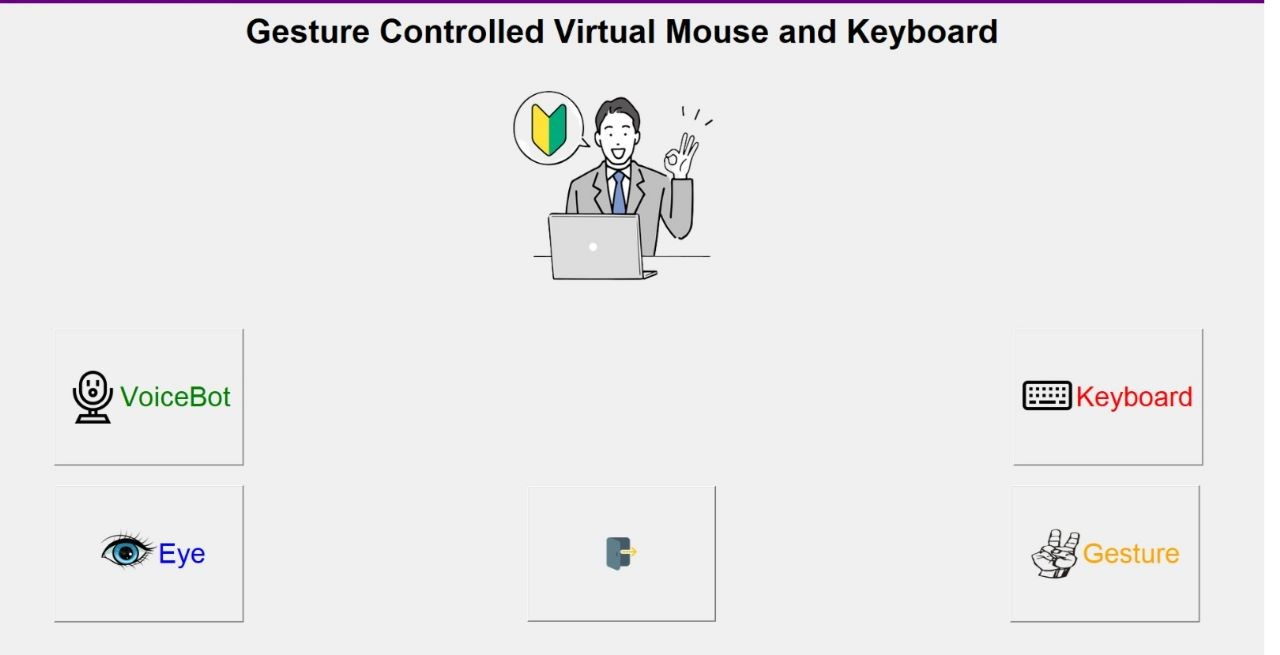 Gesture Controlled Virtual Mouse and Keyboard
VoiceBot
Keyboard
Eye
Gesture